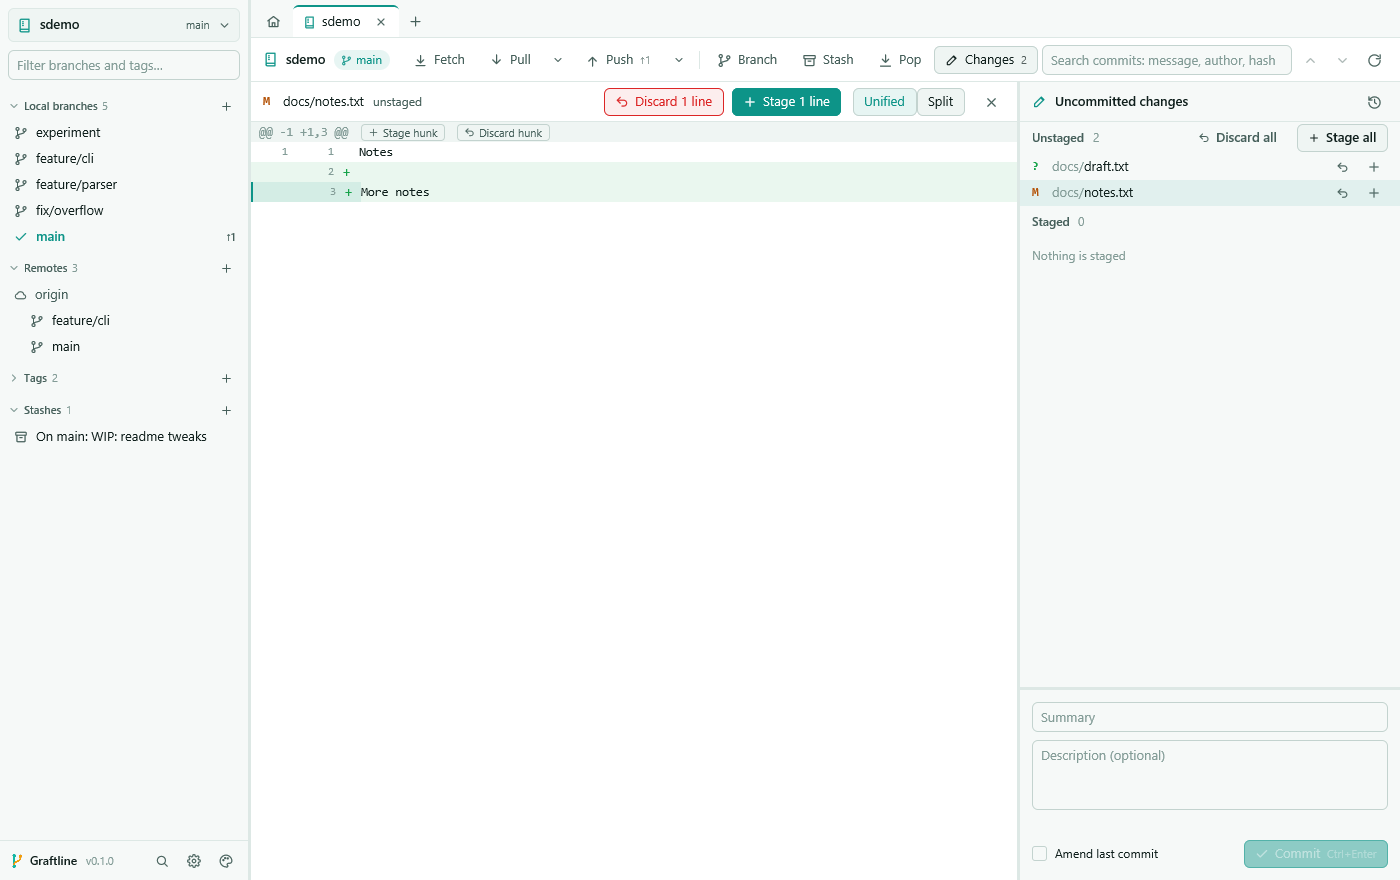 sdemo main
Filter branches and tags...
Local branches 5
experiment
feature/cli
feature/parser
fix/overflow
main ↑1
Remotes 3
origin
feature/cli
main
Tags 2
Stashes 1
On main: WIP: readme tweaks
Graftline v0.1.0
sdemo
sdemo main Fetch Pull Push ↑1 Branch Stash Pop Changes 2 Search commits: message, author, hash
M docs/notes.txt unstaged Discard 1 line + Stage 1 line Unified Split
@@ -1 +1,3 @@ + Stage hunk Discard hunk
1 1 Notes
2 +
3 + More notes
Uncommitted changes
Unstaged 2 Discard all + Stage all
? docs/draft.txt
M docs/notes.txt
Staged 0
Nothing is staged
Summary
Description (optional)
Amend last commit Commit Ctrl+Enter